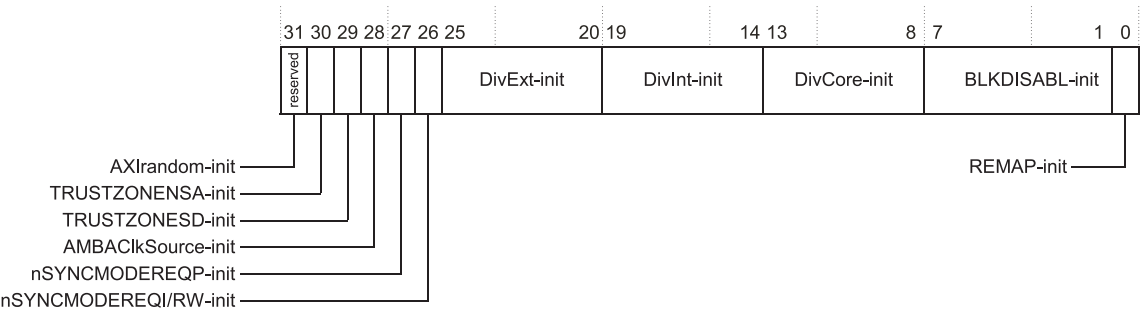 31 30 29 28 27 26 25 20 19 14 13 8 7 1 0
reserved DivExt-init DivInt-init DivCore-init BLKDISABL-init
AXIrandom-init REMAP-init
TRUSTZONENSA-init
TRUSTZONESD-init
AMBAClkSource-init
nSYNCMODEREQP-init
nSYNCMODEREQI/RW-init